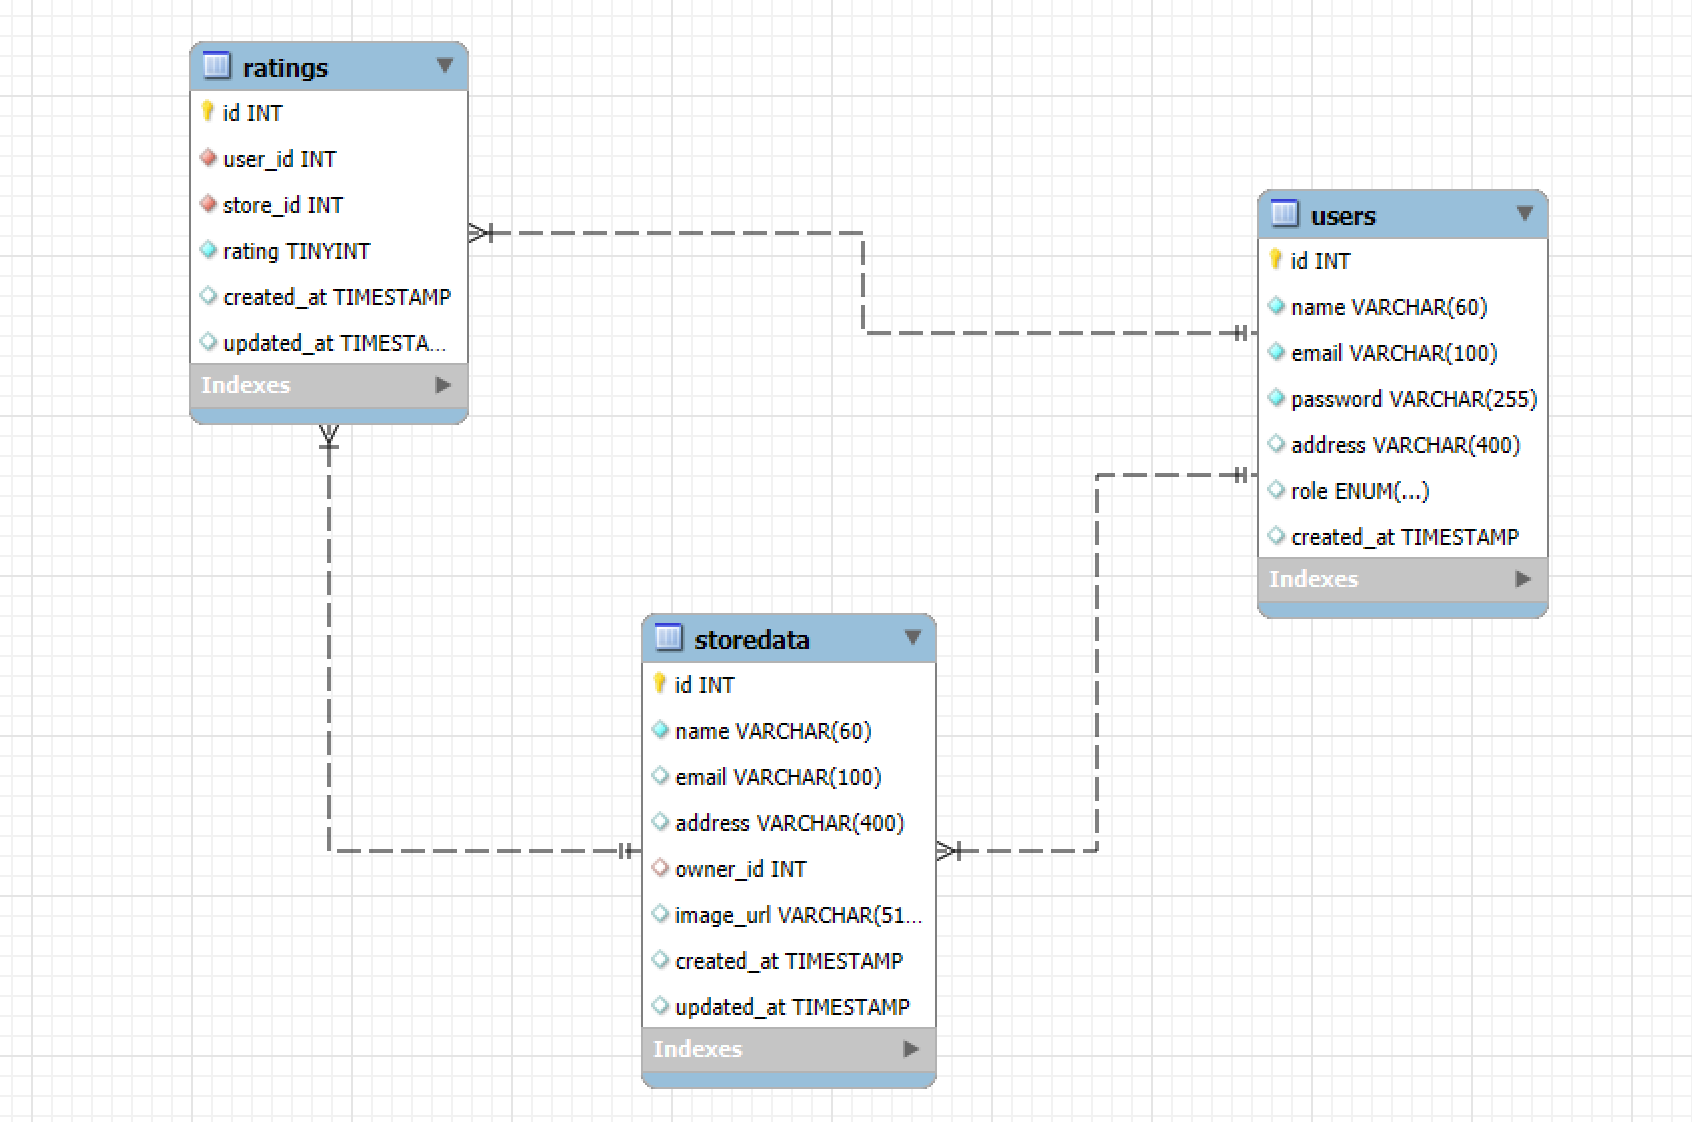 ratings
id INT
user_id INT
store_id INT
rating TINYINT
created_at TIMESTAMP
updated_at TIMESTA...
Indexes
users
id INT
name VARCHAR(60)
email VARCHAR(100)
password VARCHAR(255)
address VARCHAR(400)
role ENUM(...)
created_at TIMESTAMP
Indexes
storedata
id INT
name VARCHAR(60)
email VARCHAR(100)
address VARCHAR(400)
owner_id INT
image_url VARCHAR(51...
created_at TIMESTAMP
updated_at TIMESTAMP
Indexes